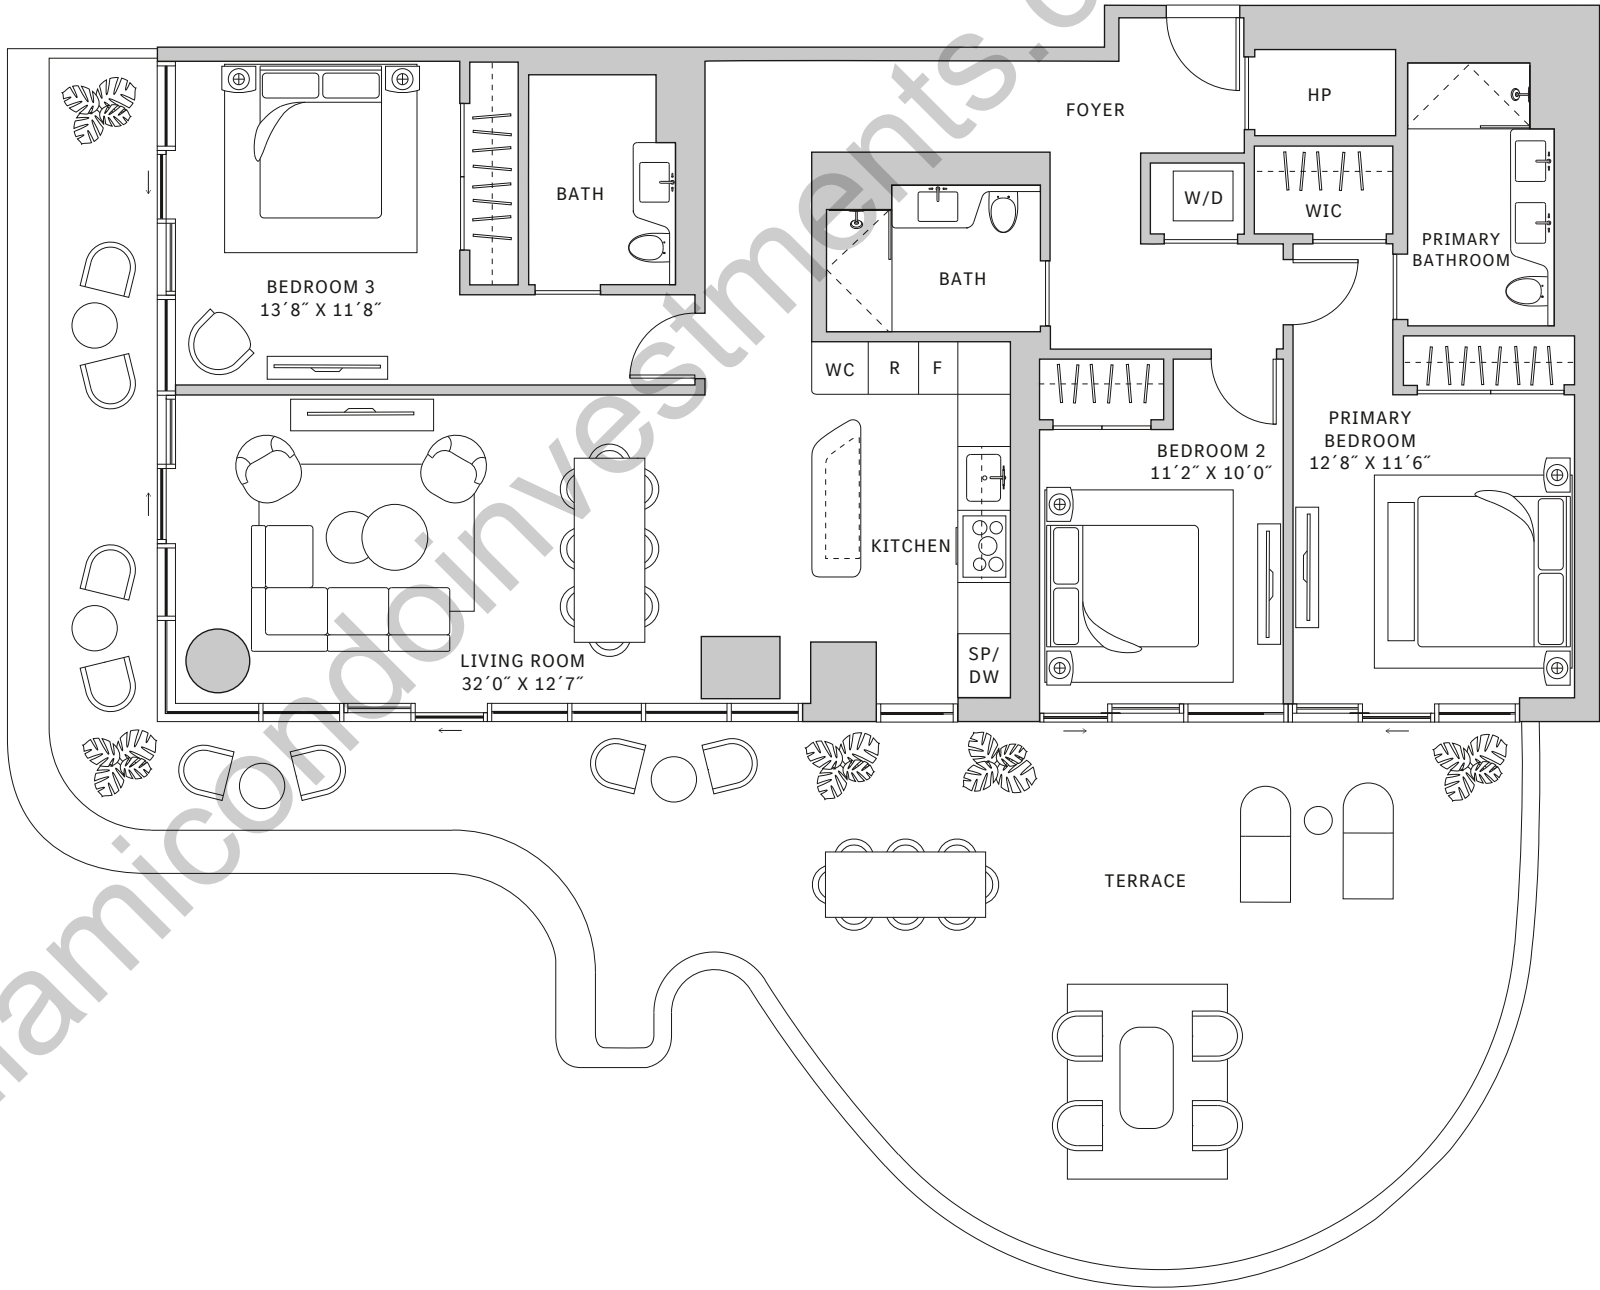 FOYER
HP
BATH
W/D
WIC
PRIMARY
BATHROOM
BATH
BEDROOM 3
13´8˝ X 11´8˝
WC
R
F
PRIMARY
BEDROOM
12´8˝ X 11´6˝
BEDROOM 2
11´2˝ X 10´0˝
KITCHEN
LIVING ROOM
32´0˝ X 12´7˝
SP/
DW
TERRACE
amicondoinvestments.c